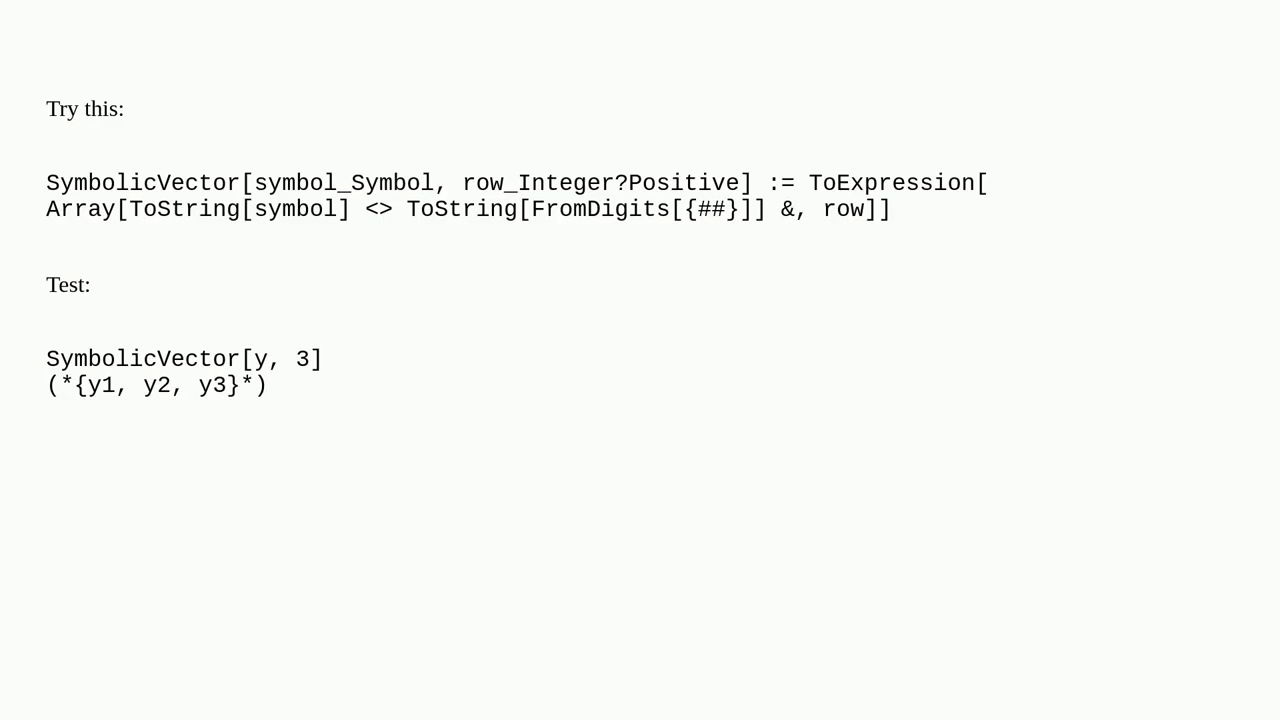 Try this:
SymbolicVector[symbol_Symbol, row_Integer?Positive] := ToExpression[
Array[ToString[symbol] <> ToString[FromDigits[{##}]] &, row]]
Test:
SymbolicVector[y, 3]
(*{y1, y2, y3}*)